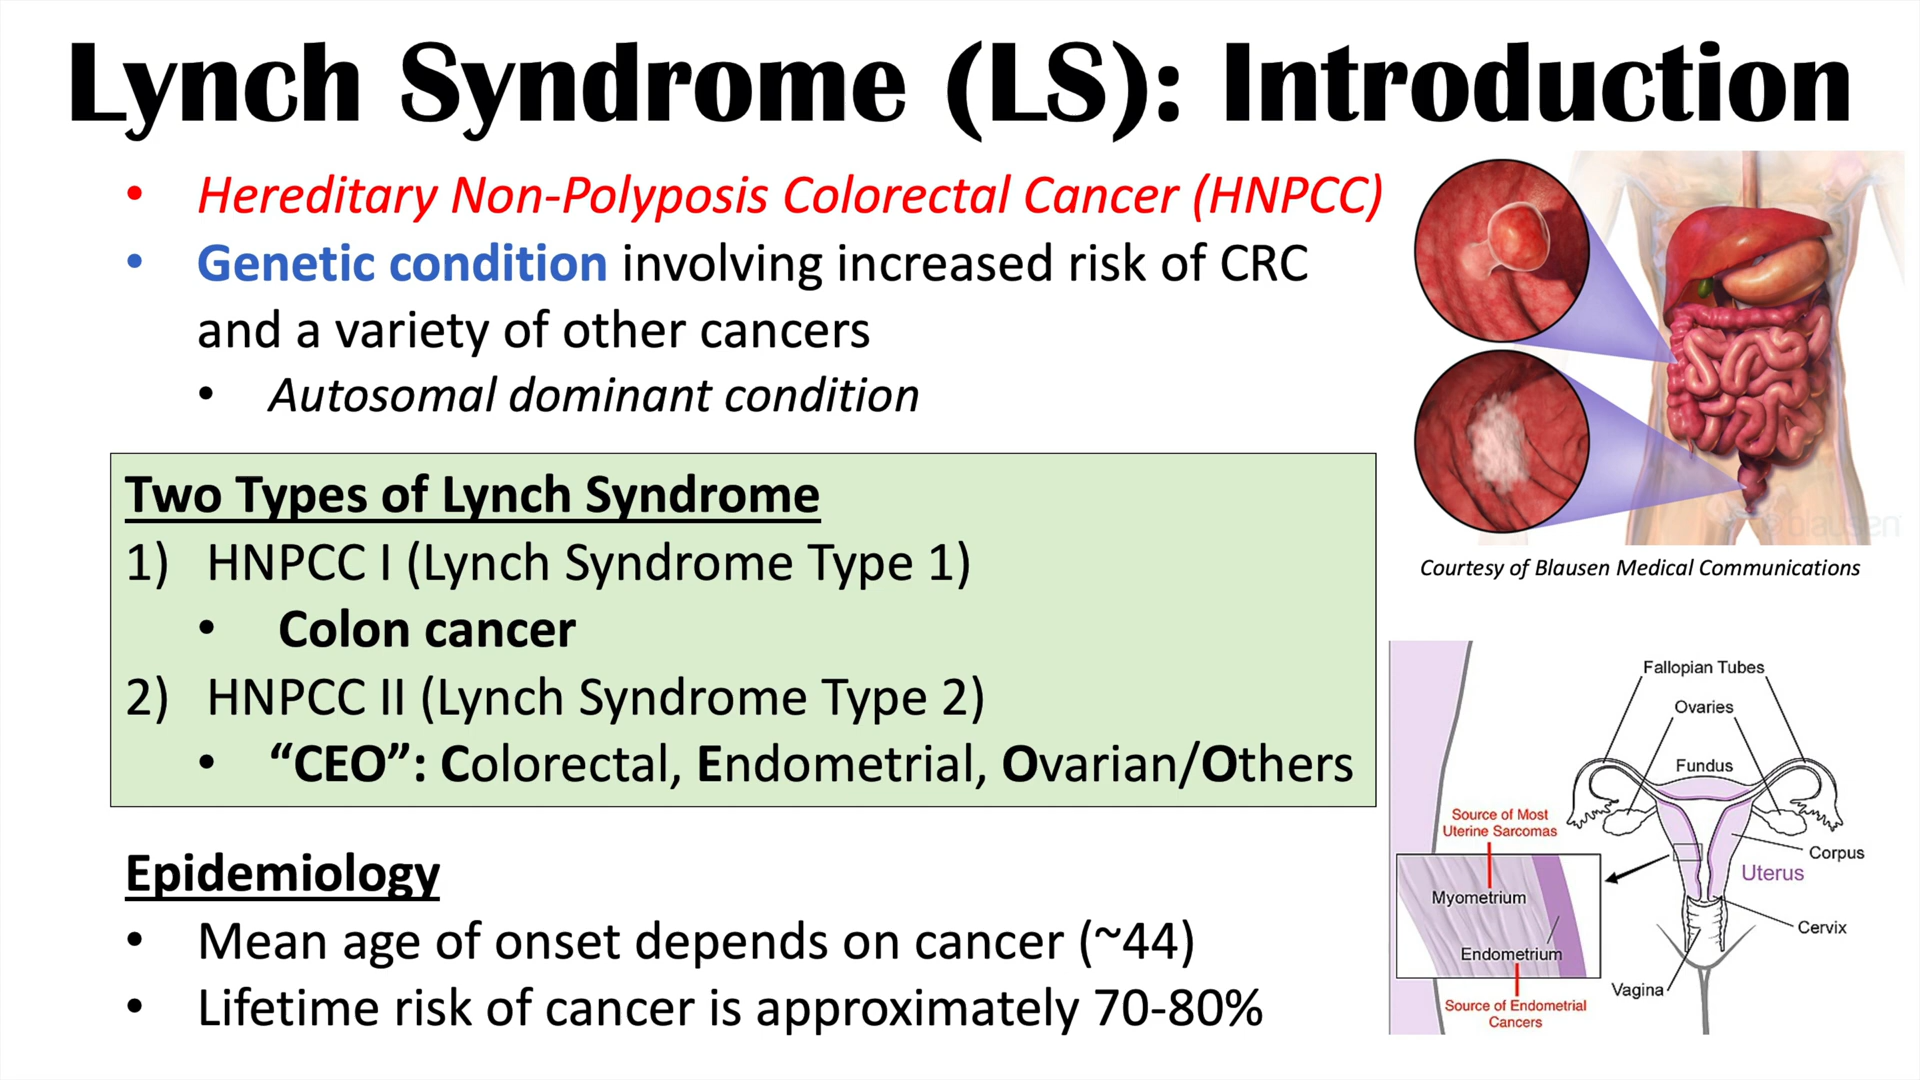 Lynch Syndrome (LS): Introduction
• Hereditary Non-Polyposis Colorectal Cancer (HNPCC)
• Genetic condition involving increased risk of CRC
and a variety of other cancers
• Autosomal dominant condition
Two Types of Lynch Syndrome
1) HNPCC I (Lynch Syndrome Type 1)
• Colon cancer
2) HNPCC II (Lynch Syndrome Type 2)
• “CEO”: Colorectal, Endometrial, Ovarian/Others
Epidemiology
• Mean age of onset depends on cancer (~44)
• Lifetime risk of cancer is approximately 70-80%
blausen
Courtesy of Blausen Medical Communications
Fallopian Tubes
Ovaries
Fundus
Source of Most
Uterine Sarcomas
Corpus
Uterus
Myometrium
Cervix
Endometrium
Vagina
Source of Endometrial
Cancers